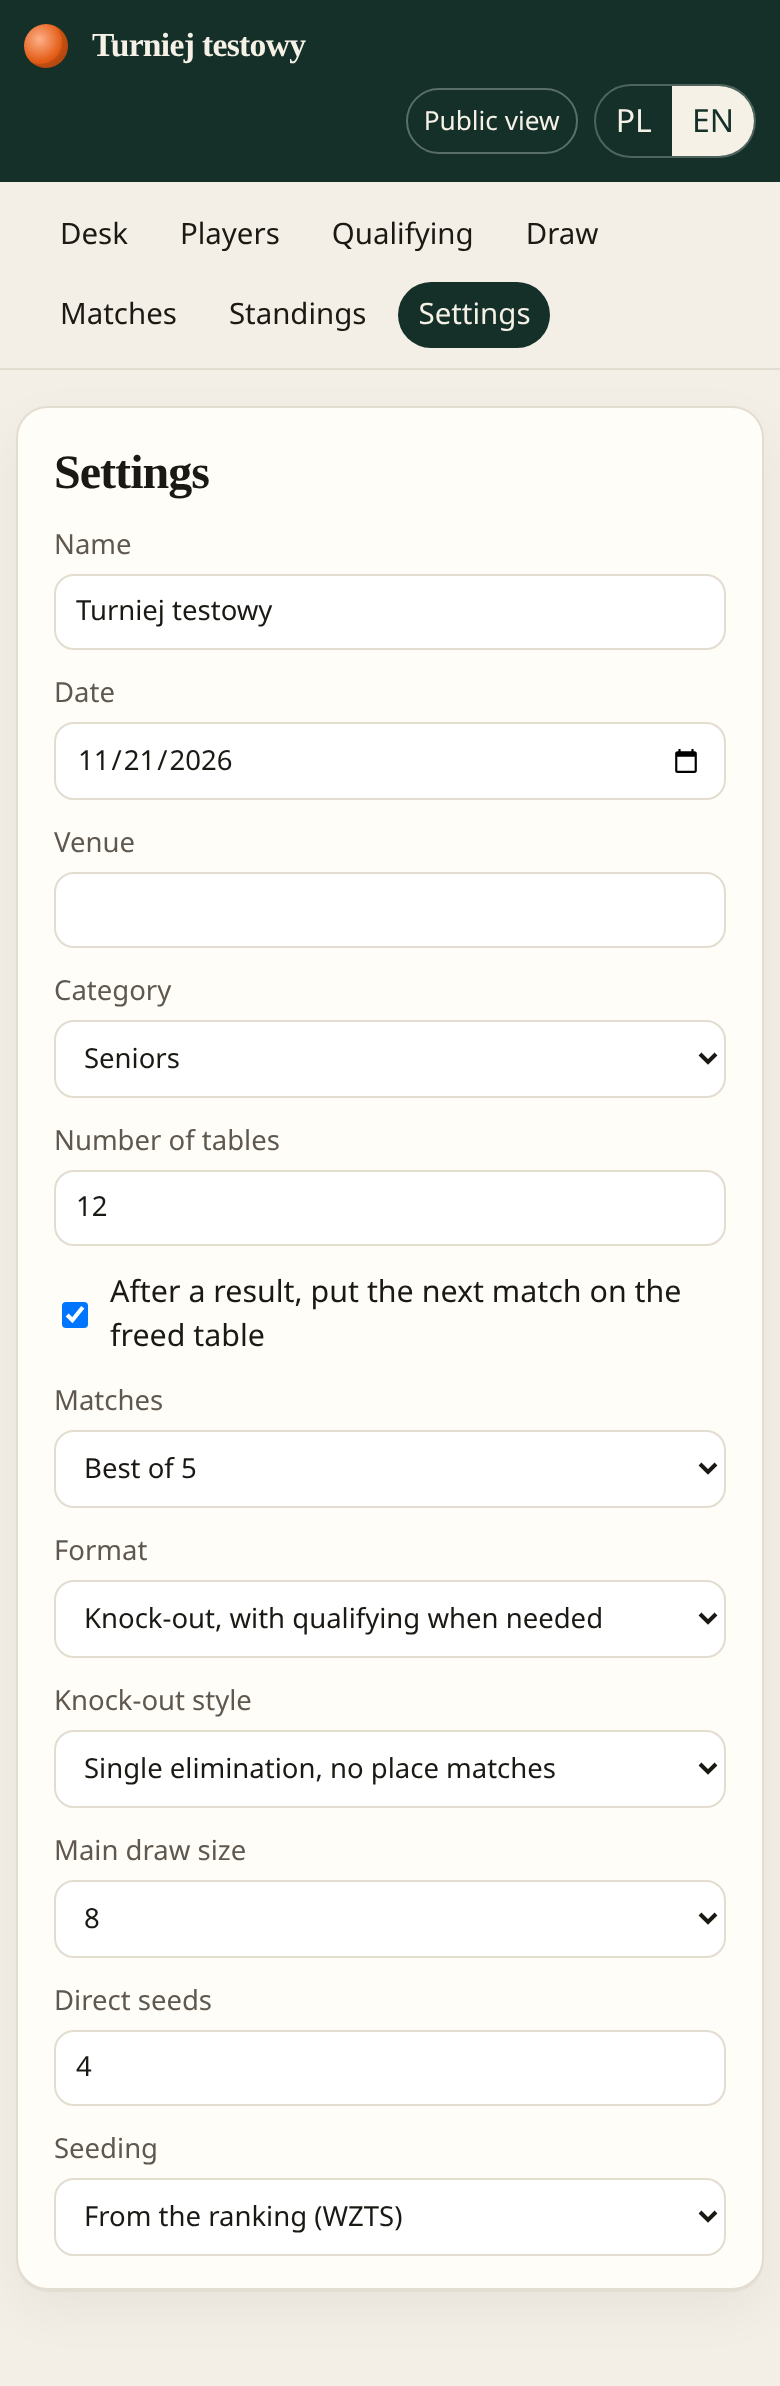 Turniej testowy
Public view
PL
EN
Desk
Players
Qualifying
Draw
Matches
Standings
Settings
Settings
Name
Turniej testowy
Date
11/21/2026
Venue
Category
Seniors
Number of tables
12
After a result, put the next match on the
freed table
Matches
Best of 5
Format
Knock-out, with qualifying when needed
Knock-out style
Single elimination, no place matches
Main draw size
8
Direct seeds
4
Seeding
From the ranking (WZTS)